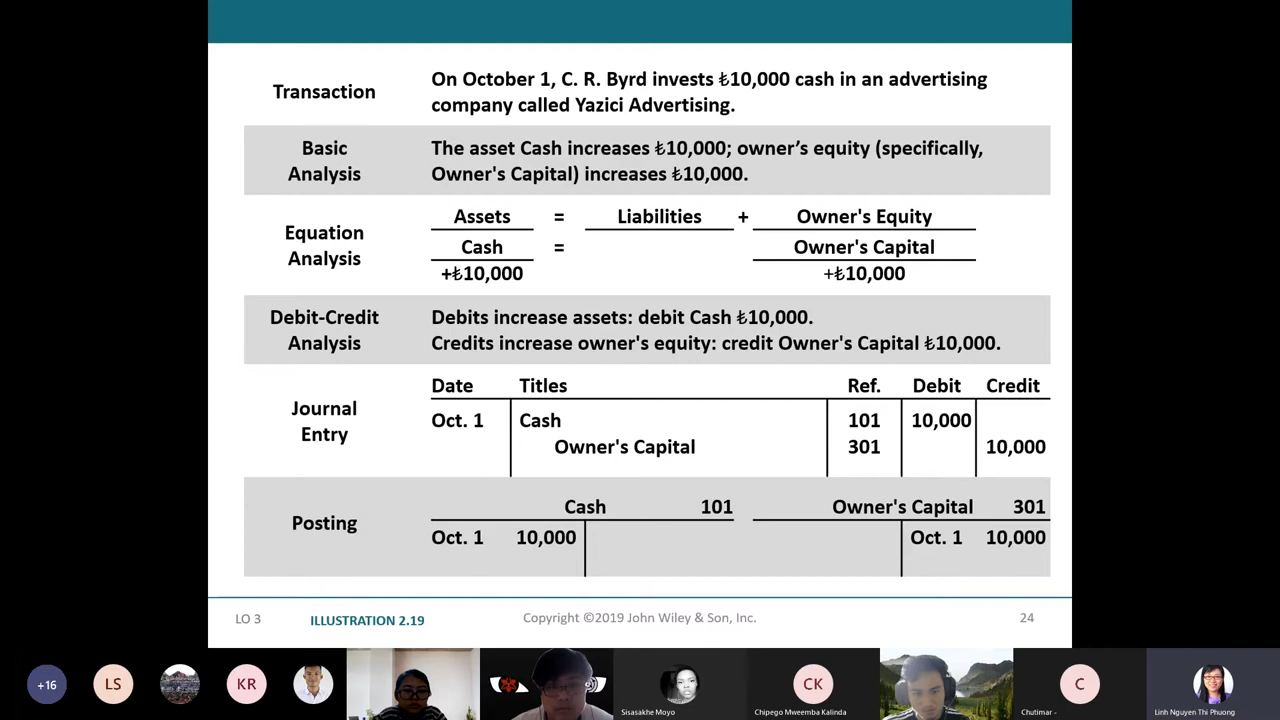 Transaction
On October 1, C. R. Byrd invests ₺10,000 cash in an advertising
company called Yazici Advertising.
Basic
Analysis
The asset Cash increases ₺10,000; owner’s equity (specifically,
Owner's Capital) increases ₺10,000.
Equation
Analysis
Assets = Liabilities + Owner's Equity
Cash = Owner's Capital
+₺10,000 +₺10,000
Debit-Credit
Analysis
Debits increase assets: debit Cash ₺10,000.
Credits increase owner's equity: credit Owner's Capital ₺10,000.
Journal
Entry
Date Titles Ref. Debit Credit
Oct. 1 Cash 101 10,000
Owner's Capital 301 10,000
Posting
Cash 101 Owner's Capital 301
Oct. 1 10,000 Oct. 1 10,000
LO 3 ILLUSTRATION 2.19 Copyright ©2019 John Wiley & Son, Inc. 24
+16 LS KR CK C
Sisasakhe Moyo Chipego Mweemba Kalinda Chutimar - Linh Nguyen Thi Phuong